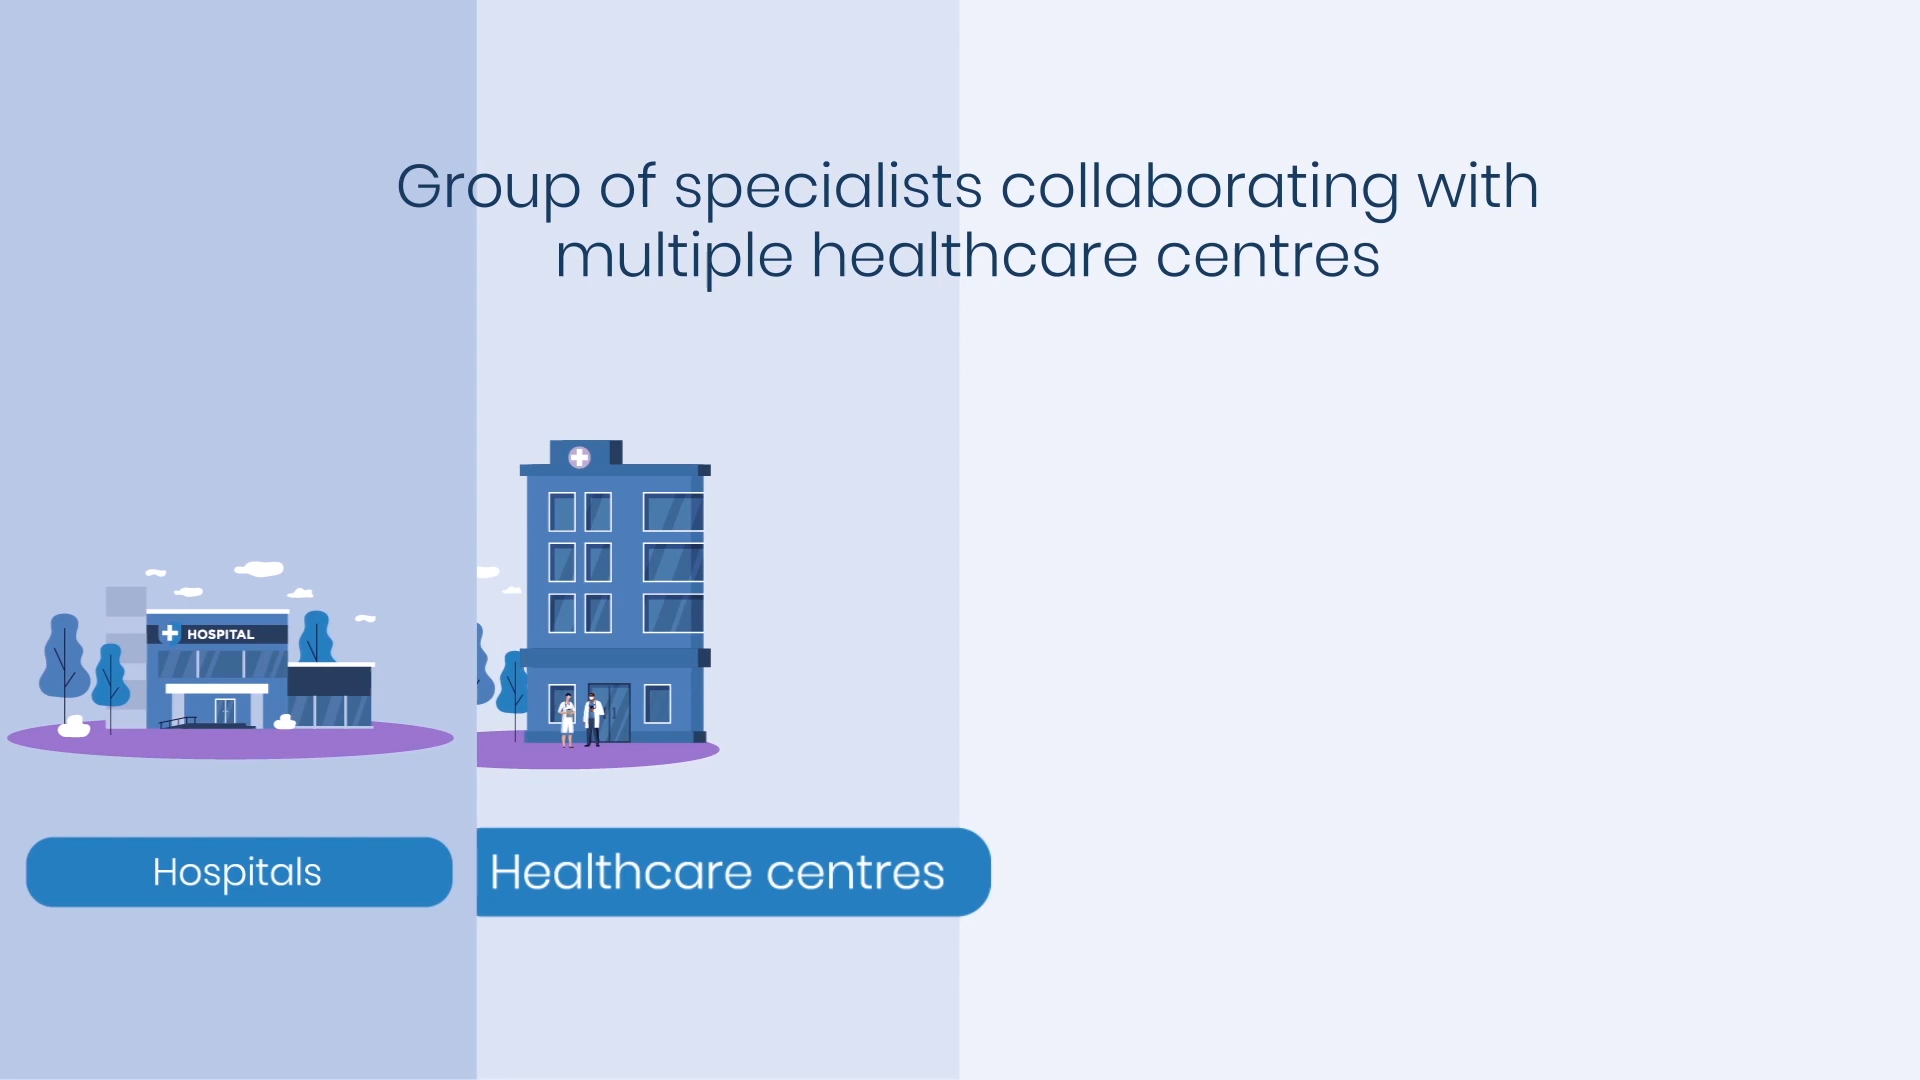 Group of specialists collaborating with
multiple healthcare centres
HOSPITAL
Hospitals
Healthcare centres